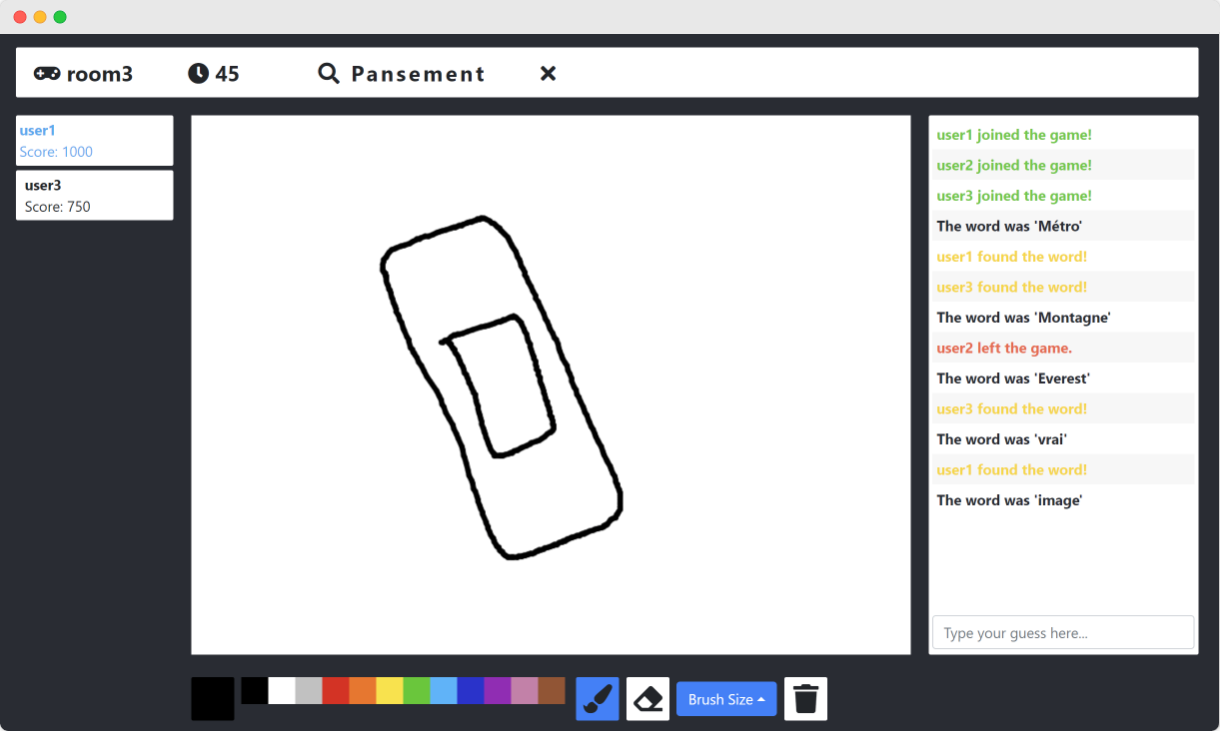 room3 45 Pansement
user1
Score: 1000
user3
Score: 750
user1 joined the game!
user2 joined the game!
user3 joined the game!
The word was 'Métro'
user1 found the word!
user3 found the word!
The word was 'Montagne'
user2 left the game.
The word was 'Everest'
user3 found the word!
The word was 'vrai'
user1 found the word!
The word was 'image'
Type your guess here...
Brush Size